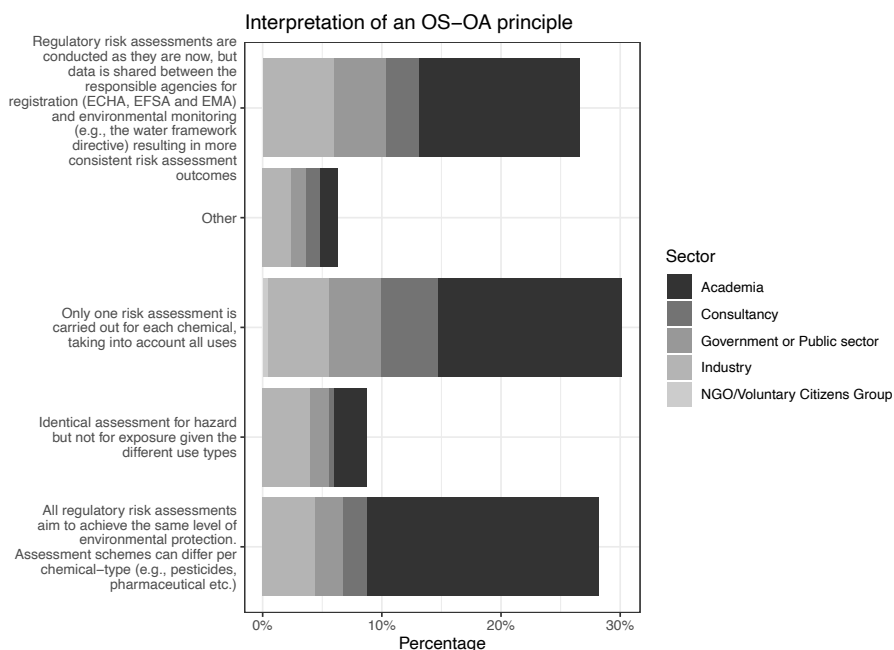 Interpretation of an OS−OA principle
Regulatory risk assessments are
conducted as they are now, but
data is shared between the
responsible agencies for
registration (ECHA, EFSA and EMA)
and environmental monitoring
(e.g., the water framework
directive) resulting in more
consistent risk assessment
outcomes
Other
Only one risk assessment is
carried out for each chemical,
taking into account all uses
Identical assessment for hazard
but not for exposure given the
different use types
All regulatory risk assessments
aim to achieve the same level of
environmental protection.
Assessment schemes can differ per
chemical−type (e.g., pesticides,
pharmaceutical etc.)
0%
10%
20%
30%
Percentage
Sector
Academia
Consultancy
Government or Public sector
Industry
NGO/Voluntary Citizens Group